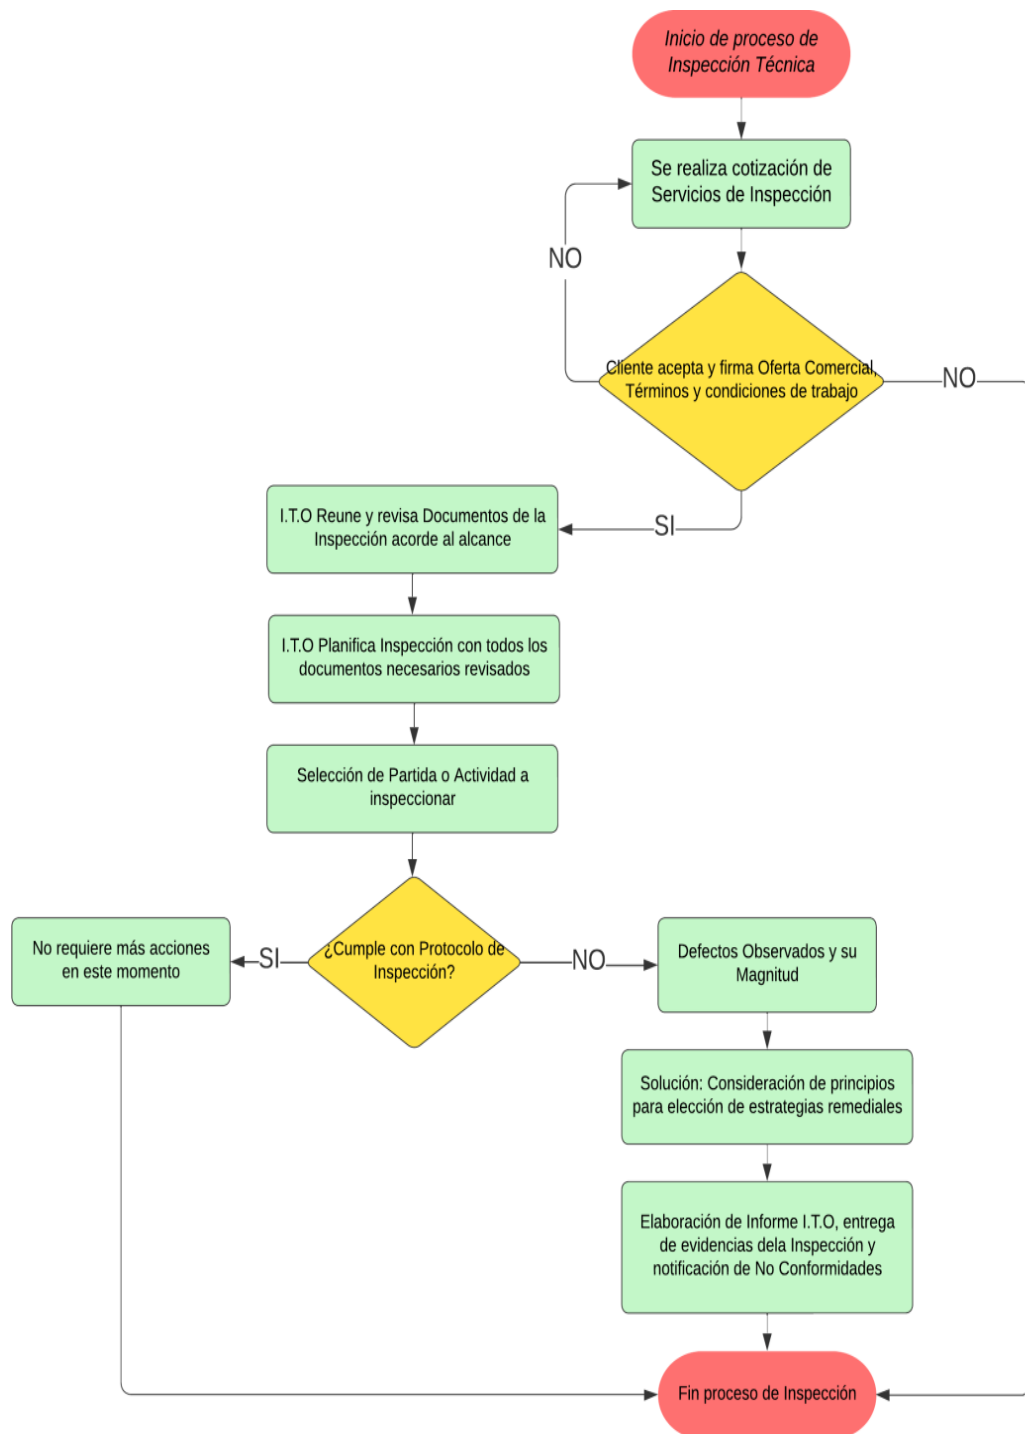 Inicio de proceso de
Inspección Técnica
Se realiza cotización de
Servicios de Inspección
NO
Cliente acepta y firma Oferta Comercial,
Términos y condiciones de trabajo
NO
SI
I.T.O Reune y revisa Documentos de la
Inspección acorde al alcance
I.T.O Planifica Inspección con todos los
documentos necesarios revisados
Selección de Partida o Actividad a
inspeccionar
¿Cumple con Protocolo de
Inspección?
SI
No requiere más acciones
en este momento
NO
Defectos Observados y su
Magnitud
Solución: Consideración de principios
para elección de estrategias remediales
Elaboración de Informe I.T.O, entrega
de evidencias dela Inspección y
notificación de No Conformidades
Fin proceso de Inspección